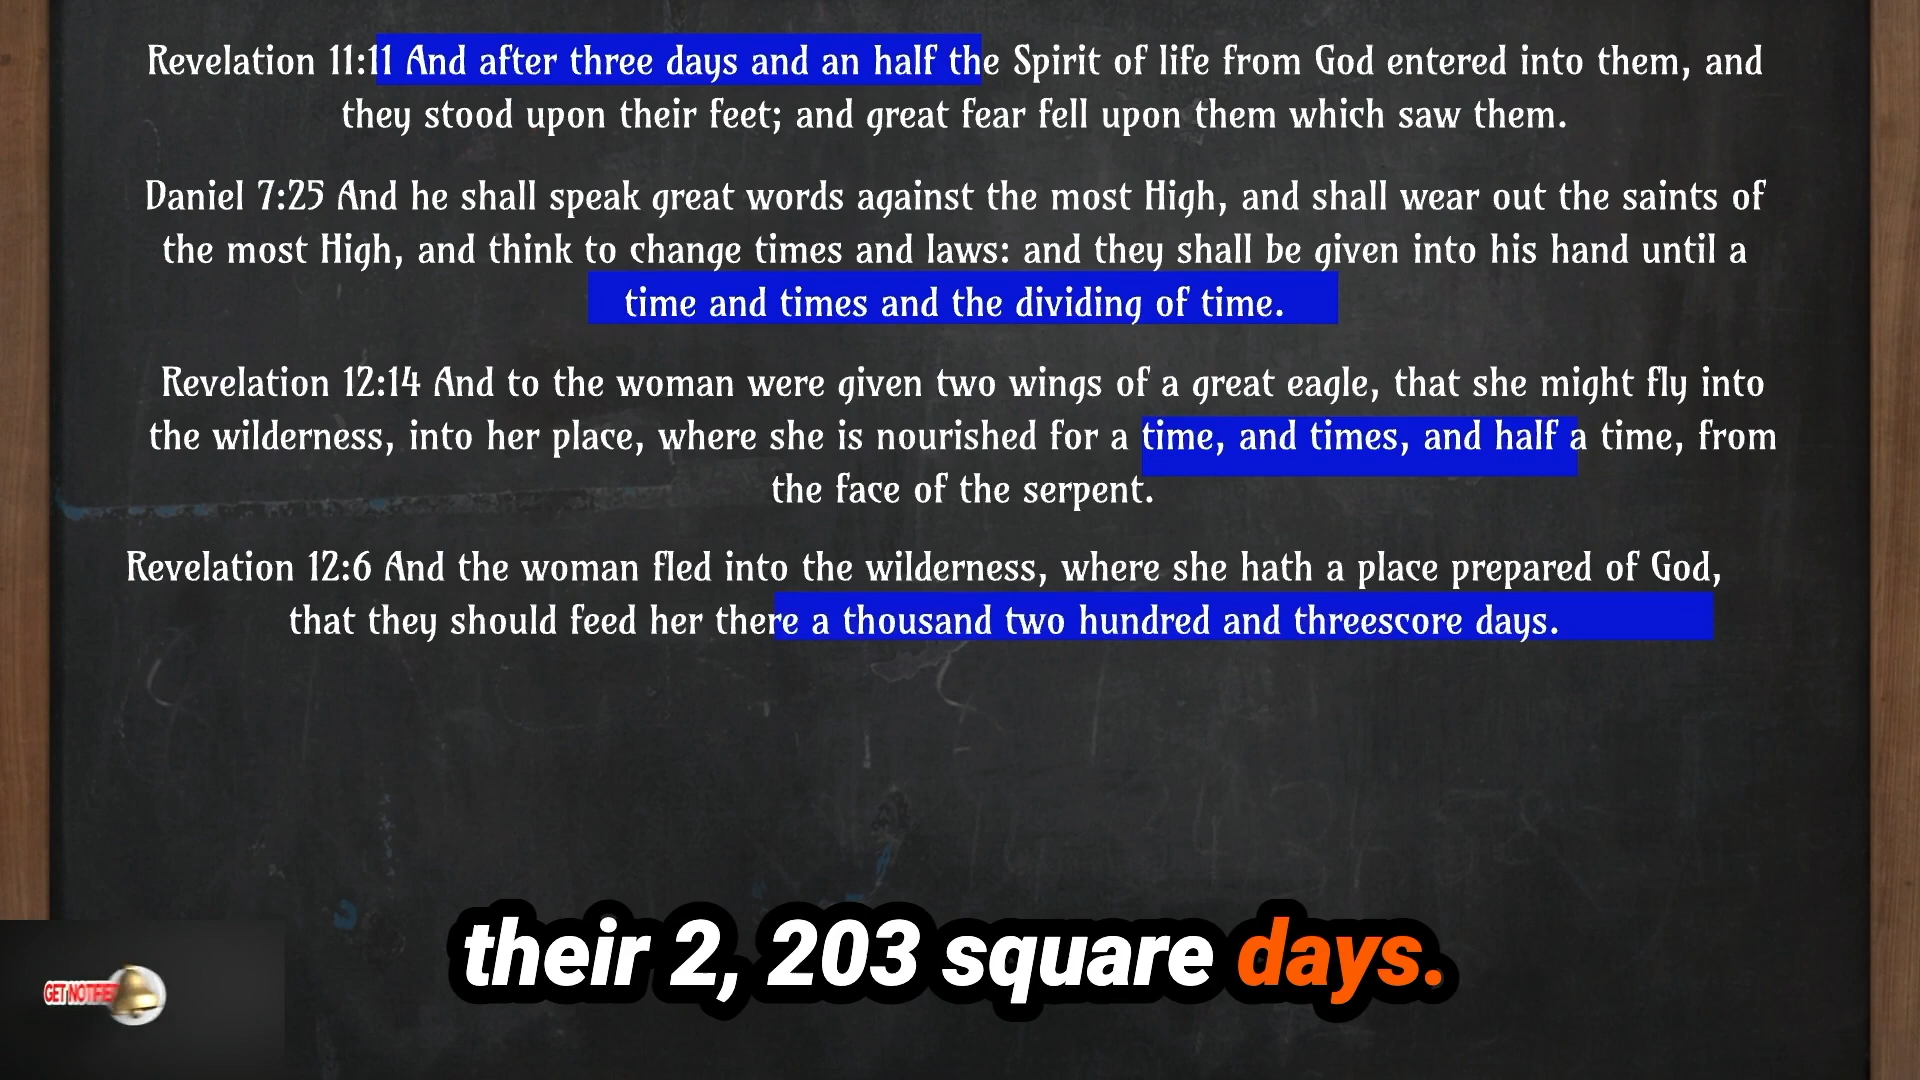 Revelation 11:11 And after three days and an half the Spirit of life from God entered into them, and
they stood upon their feet; and great fear fell upon them which saw them.
Daniel 7:25 And he shall speak great words against the most High, and shall wear out the saints of
the most High, and think to change times and laws: and they shall be given into his hand until a
time and times and the dividing of time.
Revelation 12:14 And to the woman were given two wings of a great eagle, that she might fly into
the wilderness, into her place, where she is nourished for a time, and times, and half a time, from
the face of the serpent.
Revelation 12:6 And the woman fled into the wilderness, where she hath a place prepared of God,
that they should feed her there a thousand two hundred and threescore days.
their 2, 203 square days.
GET